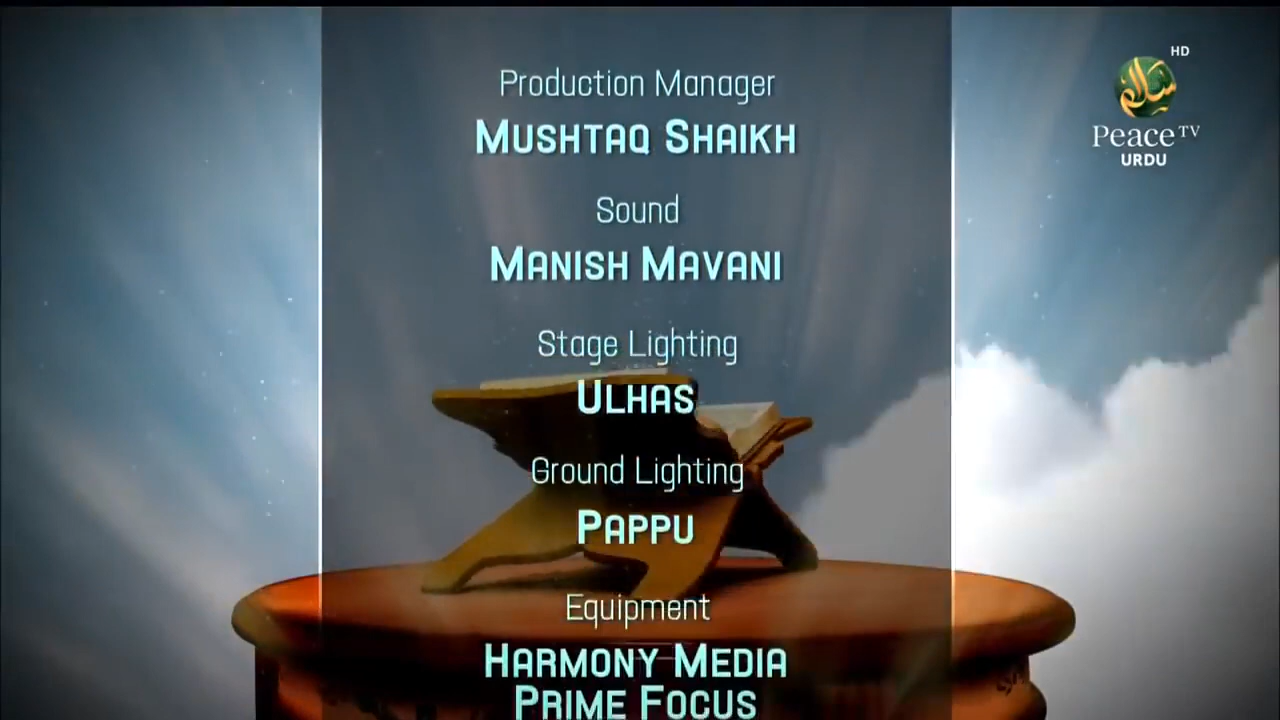 Production Manager
MUSHTAQ SHAIKH
Sound
MANISH MAVANI
Stage Lighting
ULHAS
Ground Lighting
PAPPU
Equipment
HARMONY MEDIA
PRIME FOCUS
HD
سلام
Peace TV
URDU